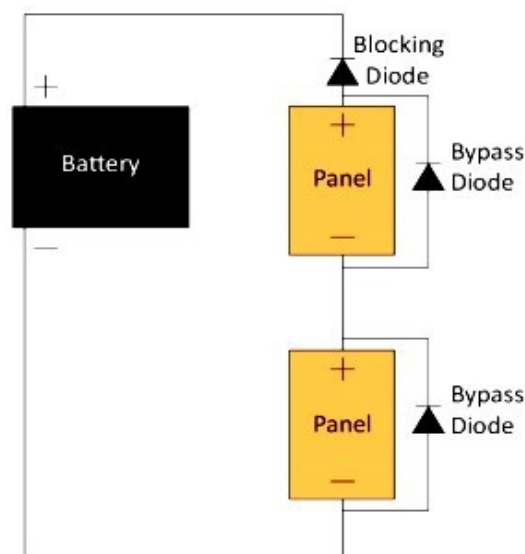 Blocking
Diode
+
+
Battery
Panel
Bypass
Diode
—
—
+
Panel
Bypass
Diode
—